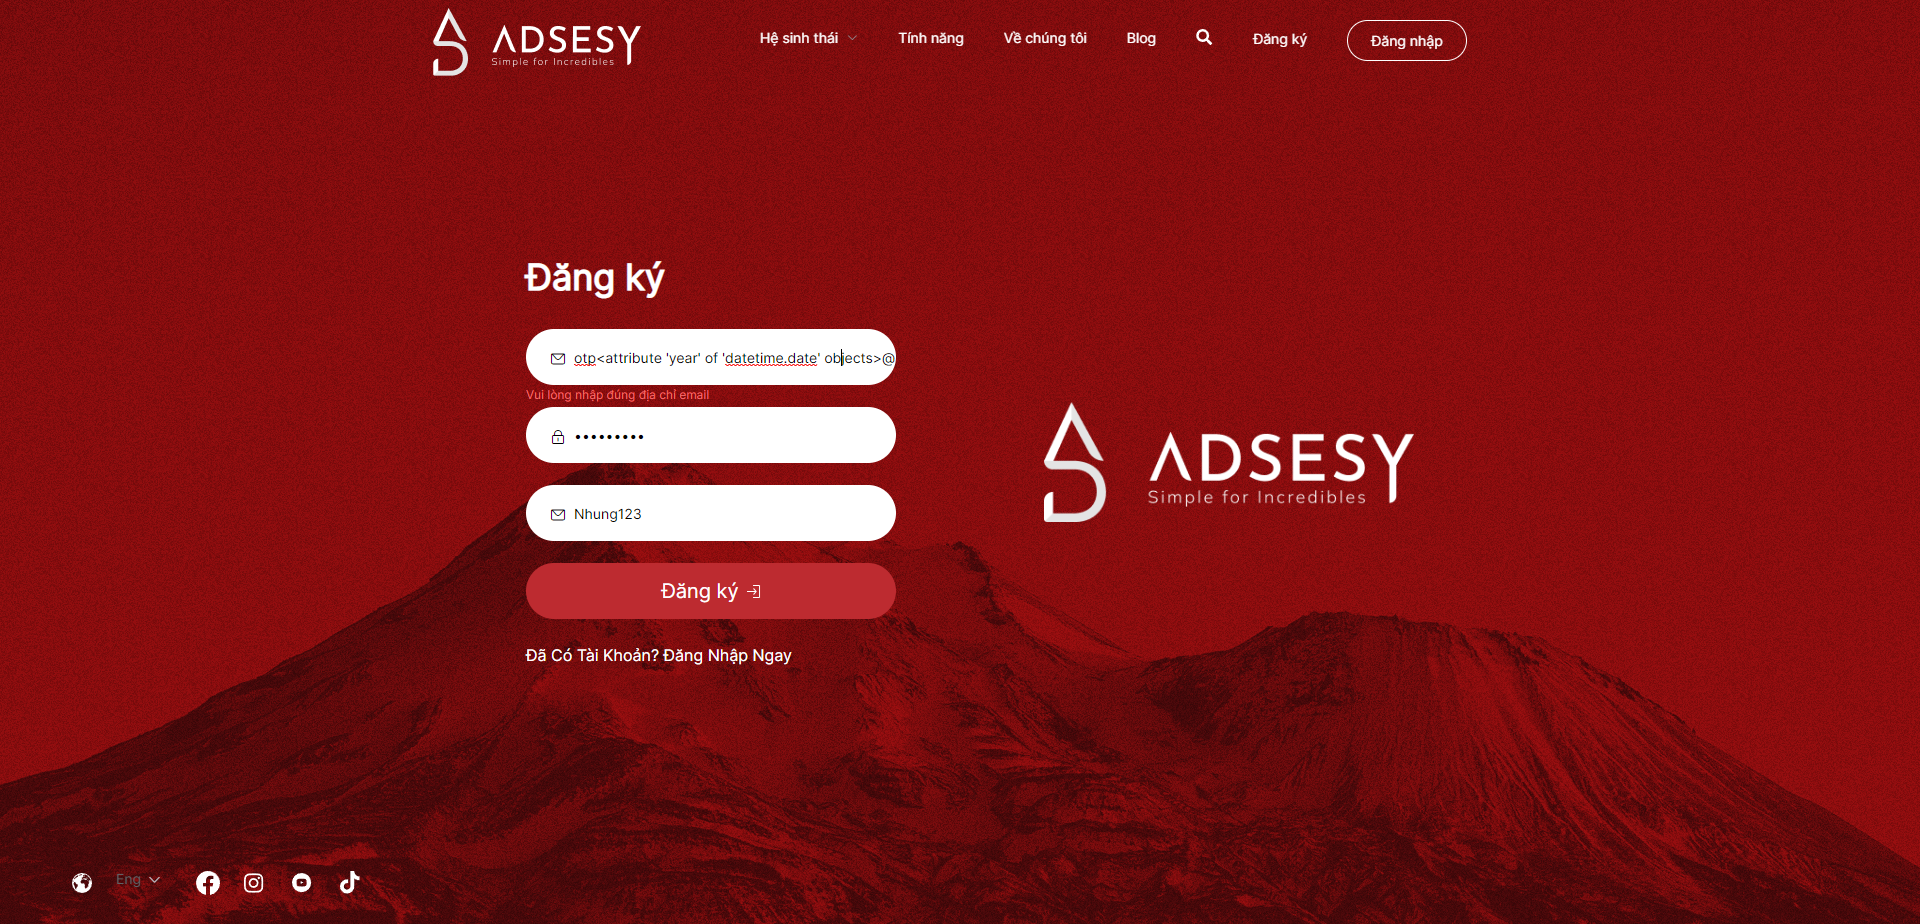 ADSESY
Simple for Incredibles
Hệ sinh thái
Tính năng
Về chúng tôi
Blog
Đăng ký
Đăng nhập
Đăng ký
otp<attribute 'year' of 'datetime.date' objects>@
Vui lòng nhập đúng địa chỉ email
•••••••••
Nhung123
Đăng ký
Đã Có Tài Khoản? Đăng Nhập Ngay
ADSESY
Simple for Incredibles
Eng